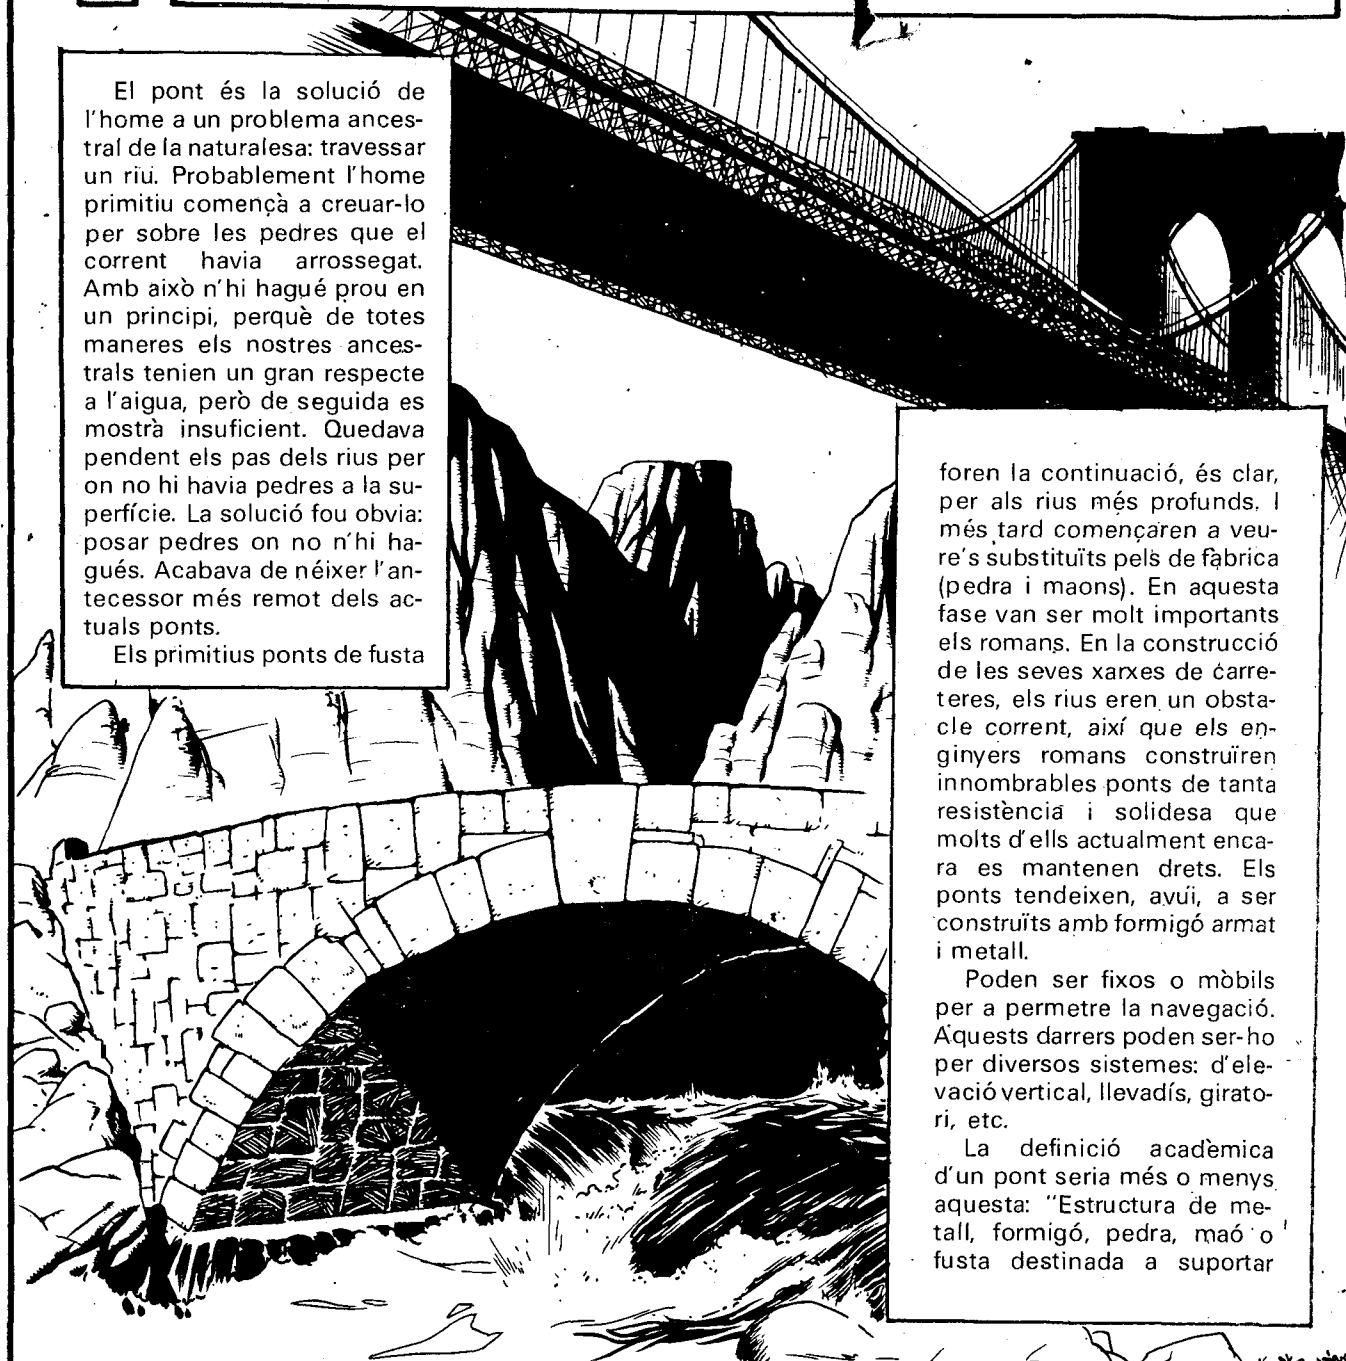 El pont és la solució de
l'home a un problema ances-
tral de la naturalesa: travessar
un riu. Probablement l'home
primitiu començà a creuar-lo
per sobre les pedres que el
corrent havia arrossegat.
Amb això n'hi hagué prou en
un principi, perquè de totes
maneres els nostres ances-
trals tenien un gran respecte
a l'aigua, però de seguida es
mostrà insuficient. Quedava
pendent els pas dels rius per
on no hi havia pedres a la su-
perfície. La solució fou obvia:
posar pedres on no n'hi ha-
gués. Acabava de néixer l'an-
tecessor més remot dels ac-
tuals ponts.
Els primitius ponts de fusta
foren la continuació, és clar,
per als rius més profunds. I
més tard començaren a veu-
re's substituïts pels de fàbrica
(pedra i maons). En aquesta
fase van ser molt importants
els romans. En la construcció
de les seves xarxes de carre-
teres, els rius eren un obsta-
cle corrent, així que els en-
ginyers romans construïren
innombrables ponts de tanta
resistència i solidesa que
molts d'ells actualment enca-
ra es mantenen drets. Els
ponts tendeixen, avui, a ser
construïts amb formigó armat
i metall.
Poden ser fixos o mòbils
per a permetre la navegació.
Aquests darrers poden ser-ho
per diversos sistemes: d'ele-
vació vertical, llevadís, girato-
ri, etc.
La definició acadèmica
d'un pont seria més o menys
aquesta: "Estructura de me-
tall, formigó, pedra, maó o
fusta destinada a suportar